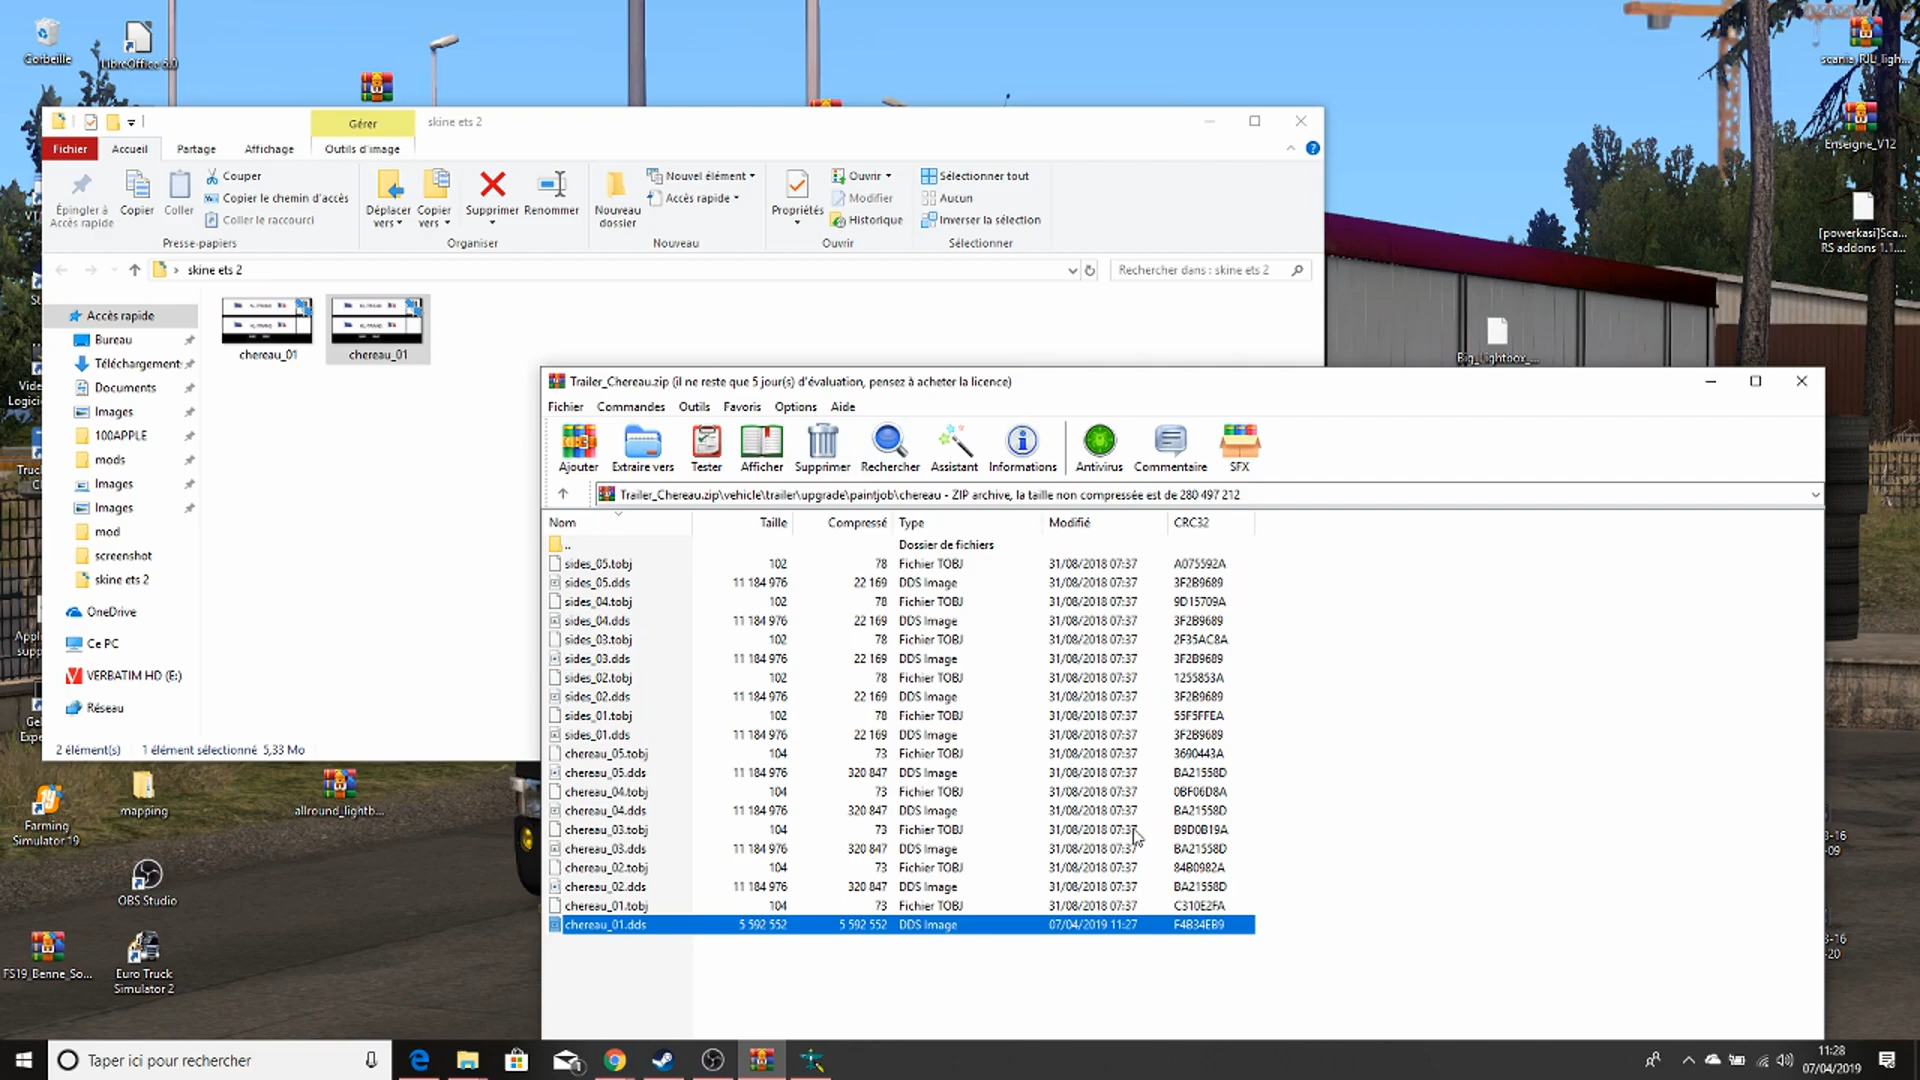 Corbeille
LibreOffice 6.0
Enseigne_V12
mapping
allround_lightb...
Farming
Simulator 19
OBS Studio
FS19_Benne_So...
Euro Truck
Simulator 2
Gérer
skine ets 2
Fichier
Accueil
Partage
Affichage
Outils d'image
Épingler à
Accès rapide
Copier
Coller
Couper
Copier le chemin d'accès
Coller le raccourci
Presse-papiers
Déplacer
vers
Copier
vers
Supprimer
Renommer
Organiser
Nouveau
dossier
Nouvel élément
Accès rapide
Nouveau
Propriétés
Ouvrir
Modifier
Historique
Ouvrir
Sélectionner tout
Aucun
Inverser la sélection
Sélectionner
skine ets 2
Rechercher dans : skine ets 2
Accès rapide
Bureau
Téléchargement
Documents
Images
100APPLE
mods
Images
Images
mod
screenshot
skine ets 2
OneDrive
Ce PC
VERBATIM HD (E:)
Réseau
chereau_01
chereau_01
2 élément(s)
1 élément sélectionné 5,33 Mo
Trailer_Chereau.zip (il ne reste que 5 jour(s) d'évaluation, pensez à acheter la licence)
Fichier Commandes Outils Favoris Options Aide
Ajouter Extraire vers Tester Afficher Supprimer Rechercher Assistant Informations Antivirus Commentaire SFX
Trailer_Chereau.zip\vehicle\trailer\upgrade\paintjob\chereau - ZIP archive, la taille non compressée est de 280 497 212
Nom Taille Compressé Type Modifié CRC32
.. Dossier de fichiers
sides_05.tobj 102 78 Fichier TOBJ 31/08/2018 07:37 A075592A
sides_05.dds 11 184 976 22 169 DDS Image 31/08/2018 07:37 3F2B9689
sides_04.tobj 102 78 Fichier TOBJ 31/08/2018 07:37 9D15709A
sides_04.dds 11 184 976 22 169 DDS Image 31/08/2018 07:37 3F2B9689
sides_03.tobj 102 78 Fichier TOBJ 31/08/2018 07:37 2F35AC8A
sides_03.dds 11 184 976 22 169 DDS Image 31/08/2018 07:37 3F2B9689
sides_02.tobj 102 78 Fichier TOBJ 31/08/2018 07:37 1255853A
sides_02.dds 11 184 976 22 169 DDS Image 31/08/2018 07:37 3F2B9689
sides_01.tobj 102 78 Fichier TOBJ 31/08/2018 07:37 55F5FFEA
sides_01.dds 11 184 976 22 169 DDS Image 31/08/2018 07:37 3F2B9689
chereau_05.tobj 104 73 Fichier TOBJ 31/08/2018 07:37 3690443A
chereau_05.dds 11 184 976 320 847 DDS Image 31/08/2018 07:37 BA21558D
chereau_04.tobj 104 73 Fichier TOBJ 31/08/2018 07:37 0BF06D8A
chereau_04.dds 11 184 976 320 847 DDS Image 31/08/2018 07:37 BA21558D
chereau_03.tobj 104 73 Fichier TOBJ 31/08/2018 07:37 B9D0B19A
chereau_03.dds 11 184 976 320 847 DDS Image 31/08/2018 07:37 BA21558D
chereau_02.tobj 104 73 Fichier TOBJ 31/08/2018 07:37 84B0982A
chereau_02.dds 11 184 976 320 847 DDS Image 31/08/2018 07:37 BA21558D
chereau_01.tobj 104 73 Fichier TOBJ 31/08/2018 07:37 C310E2FA
chereau_01.dds 5 592 552 5 592 552 DDS Image 07/04/2019 11:27 F4B34EB9
Taper ici pour rechercher
11:28
07/04/2019